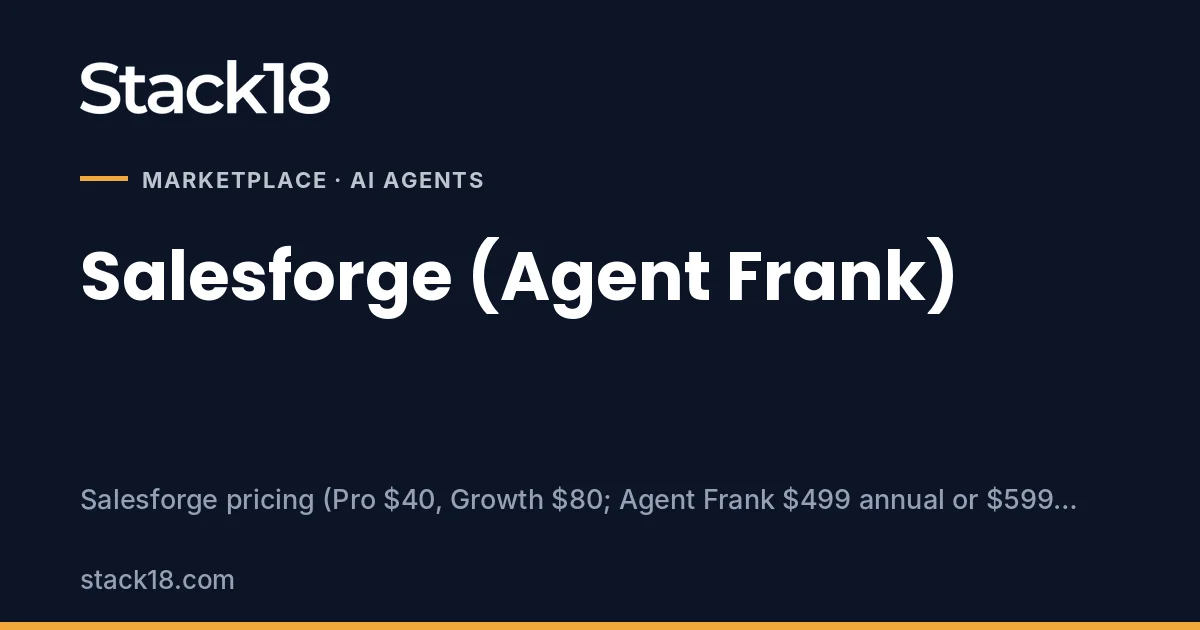 Stack18
MARKETPLACE · AI AGENTS
Salesforge (Agent Frank)
Salesforge pricing (Pro $40, Growth $80; Agent Frank $499 annual or $599...
stack18.com